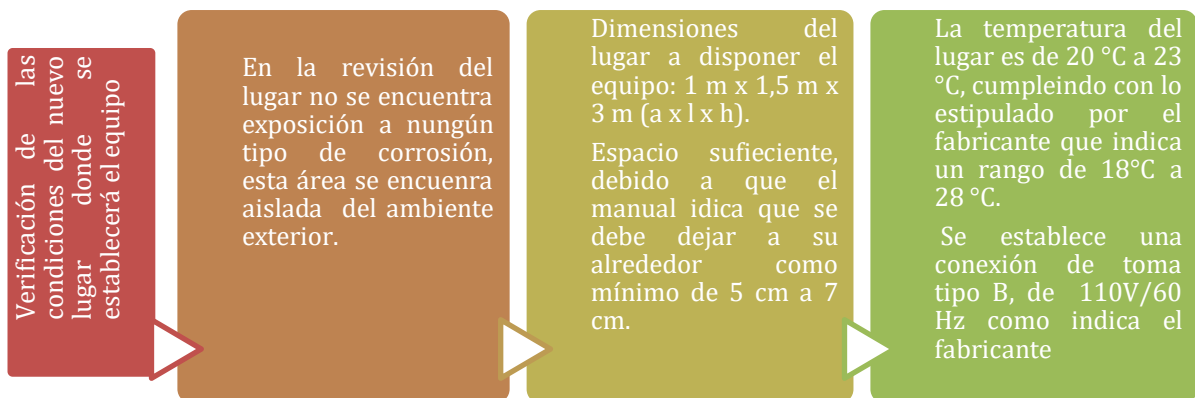 Verificación de las
condiciones del nuevo
lugar donde se
establecerá el equipo
En la revisión del
lugar no se encuentra
exposición a nungún
tipo de corrosión,
esta área se encuenra
aislada del ambiente
exterior.
Dimensiones del
lugar a disponer el
equipo: 1 m x 1,5 m x
3 m (a x l x h).
Espacio sufieciente,
debido a que el
manual idica que se
debe dejar a su
alrededor como
mínimo de 5 cm a 7
cm.
La temperatura del
lugar es de 20 °C a 23
°C, cumpleindo con lo
estipulado por el
fabricante que indica
un rango de 18°C a
28 °C.
Se establece una
conexión de toma
tipo B, de 110V/60
Hz como indica el
fabricante